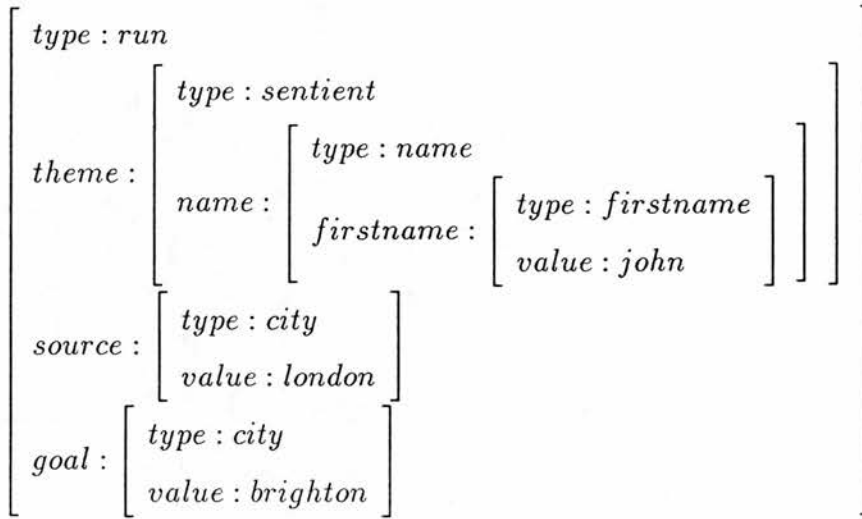 type : run
type : sentient
theme :
type : name
name :
firstname :
type : firstname
value : john
source :
type : city
value : london
goal :
type : city
value : brighton